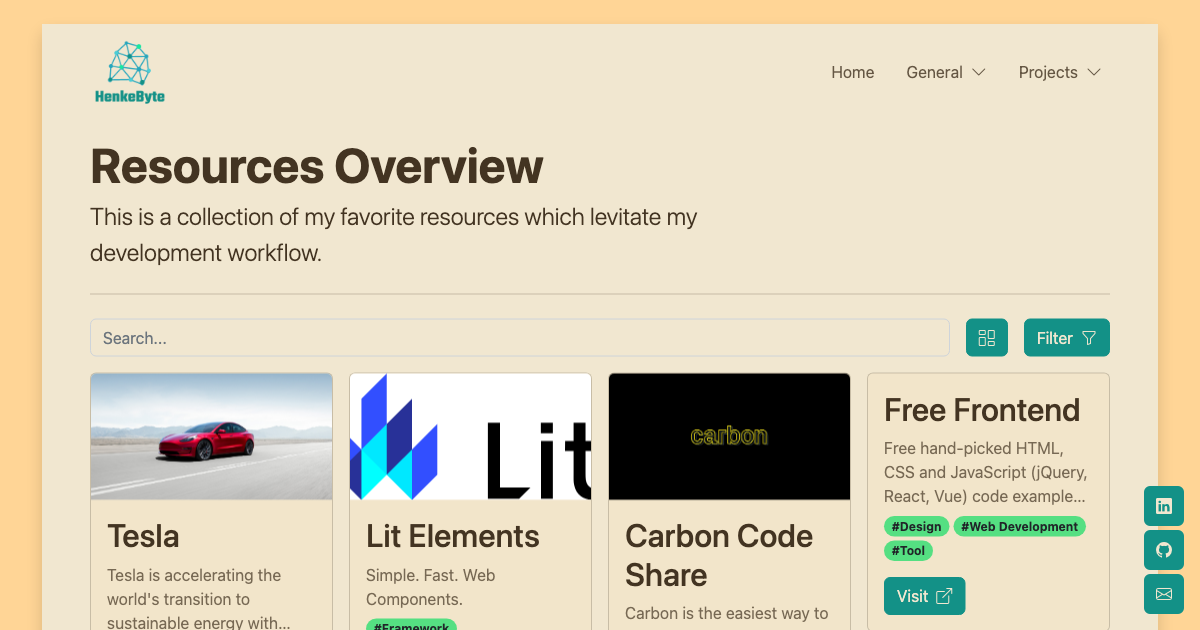 HenkeByte
Home
General
Projects
Resources Overview
This is a collection of my favorite resources which levitate my
development workflow.
Search...
Filter
Lit
carbon
Tesla
Tesla is accelerating the
world's transition to
sustainable energy with...
Lit Elements
Simple. Fast. Web
Components.
#Framework
Carbon Code
Share
Carbon is the easiest way to
Free Frontend
Free hand-picked HTML,
CSS and JavaScript (jQuery,
React, Vue) code example...
#Design #Web Development
#Tool
Visit